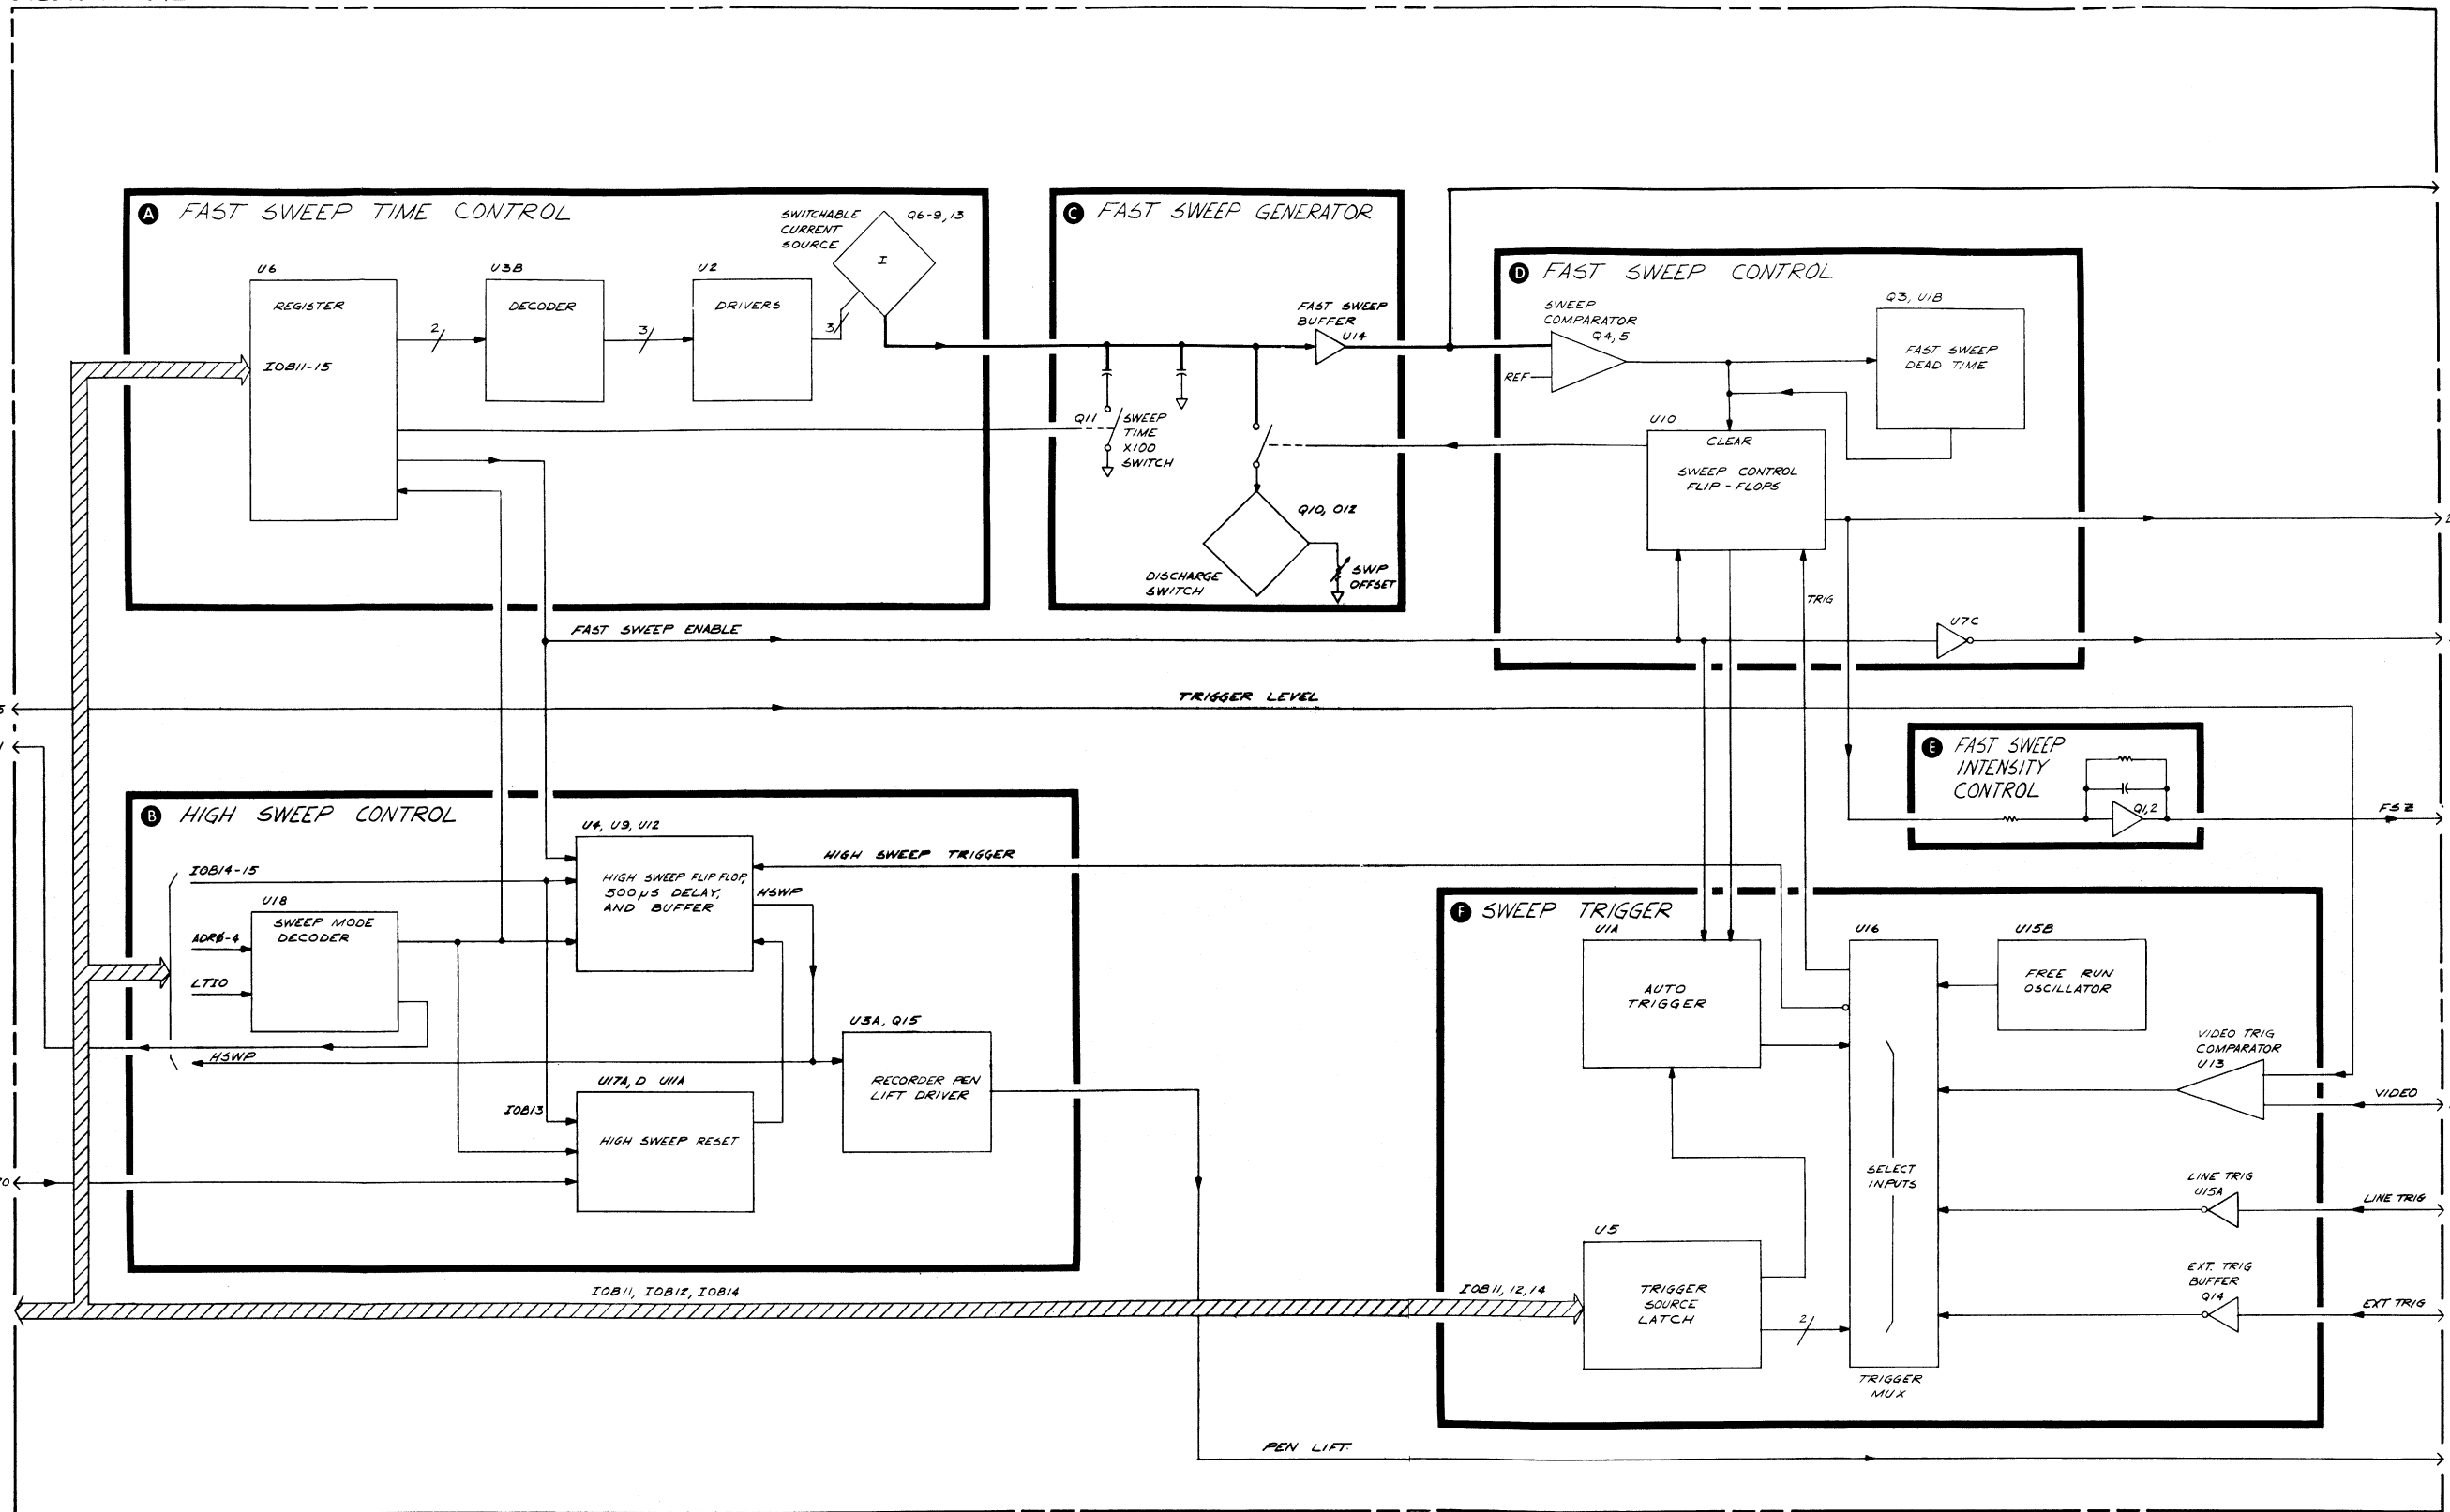 A FAST SWEEP TIME CONTROL
SWITCHABLE
CURRENT
SOURCE
Q6-9, 13
I
U6
REGISTER
IOB11-15
2
U3B
DECODER
3
U2
DRIVERS
3
C FAST SWEEP GENERATOR
FAST SWEEP
BUFFER
U14
Q11
SWEEP
TIME
X100
SWITCH
Q10, Q12
DISCHARGE
SWITCH
SWP
OFFSET
D FAST SWEEP CONTROL
SWEEP
COMPARATOR
Q4, 5
REF
Q3, U1B
FAST SWEEP
DEAD TIME
U10
CLEAR
SWEEP CONTROL
FLIP-FLOPS
TRIG
U7C
FAST SWEEP ENABLE
TRIGGER LEVEL
E FAST SWEEP
INTENSITY
CONTROL
Q1, 2
FSZ
B HIGH SWEEP CONTROL
U4, U9, U12
HIGH SWEEP FLIP FLOP,
500µS DELAY,
AND BUFFER
HIGH SWEEP TRIGGER
HSWP
IOB14-15
U18
SWEEP MODE
DECODER
ADRØ-4
LTIO
HSWP
U3A, Q15
RECORDER PEN
LIFT DRIVER
U17A, D U11A
IOB13
HIGH SWEEP RESET
F SWEEP TRIGGER
U1A
AUTO
TRIGGER
U16
SELECT
INPUTS
TRIGGER
MUX
U15B
FREE RUN
OSCILLATOR
VIDEO TRIG
COMPARATOR
U13
VIDEO
LINE TRIG
U15A
LINE TRIG
EXT. TRIG
BUFFER
Q14
EXT TRIG
U5
TRIGGER
SOURCE
LATCH
2
IOB11, IOB12, IOB14
IOB11, 12, 14
PEN LIFT